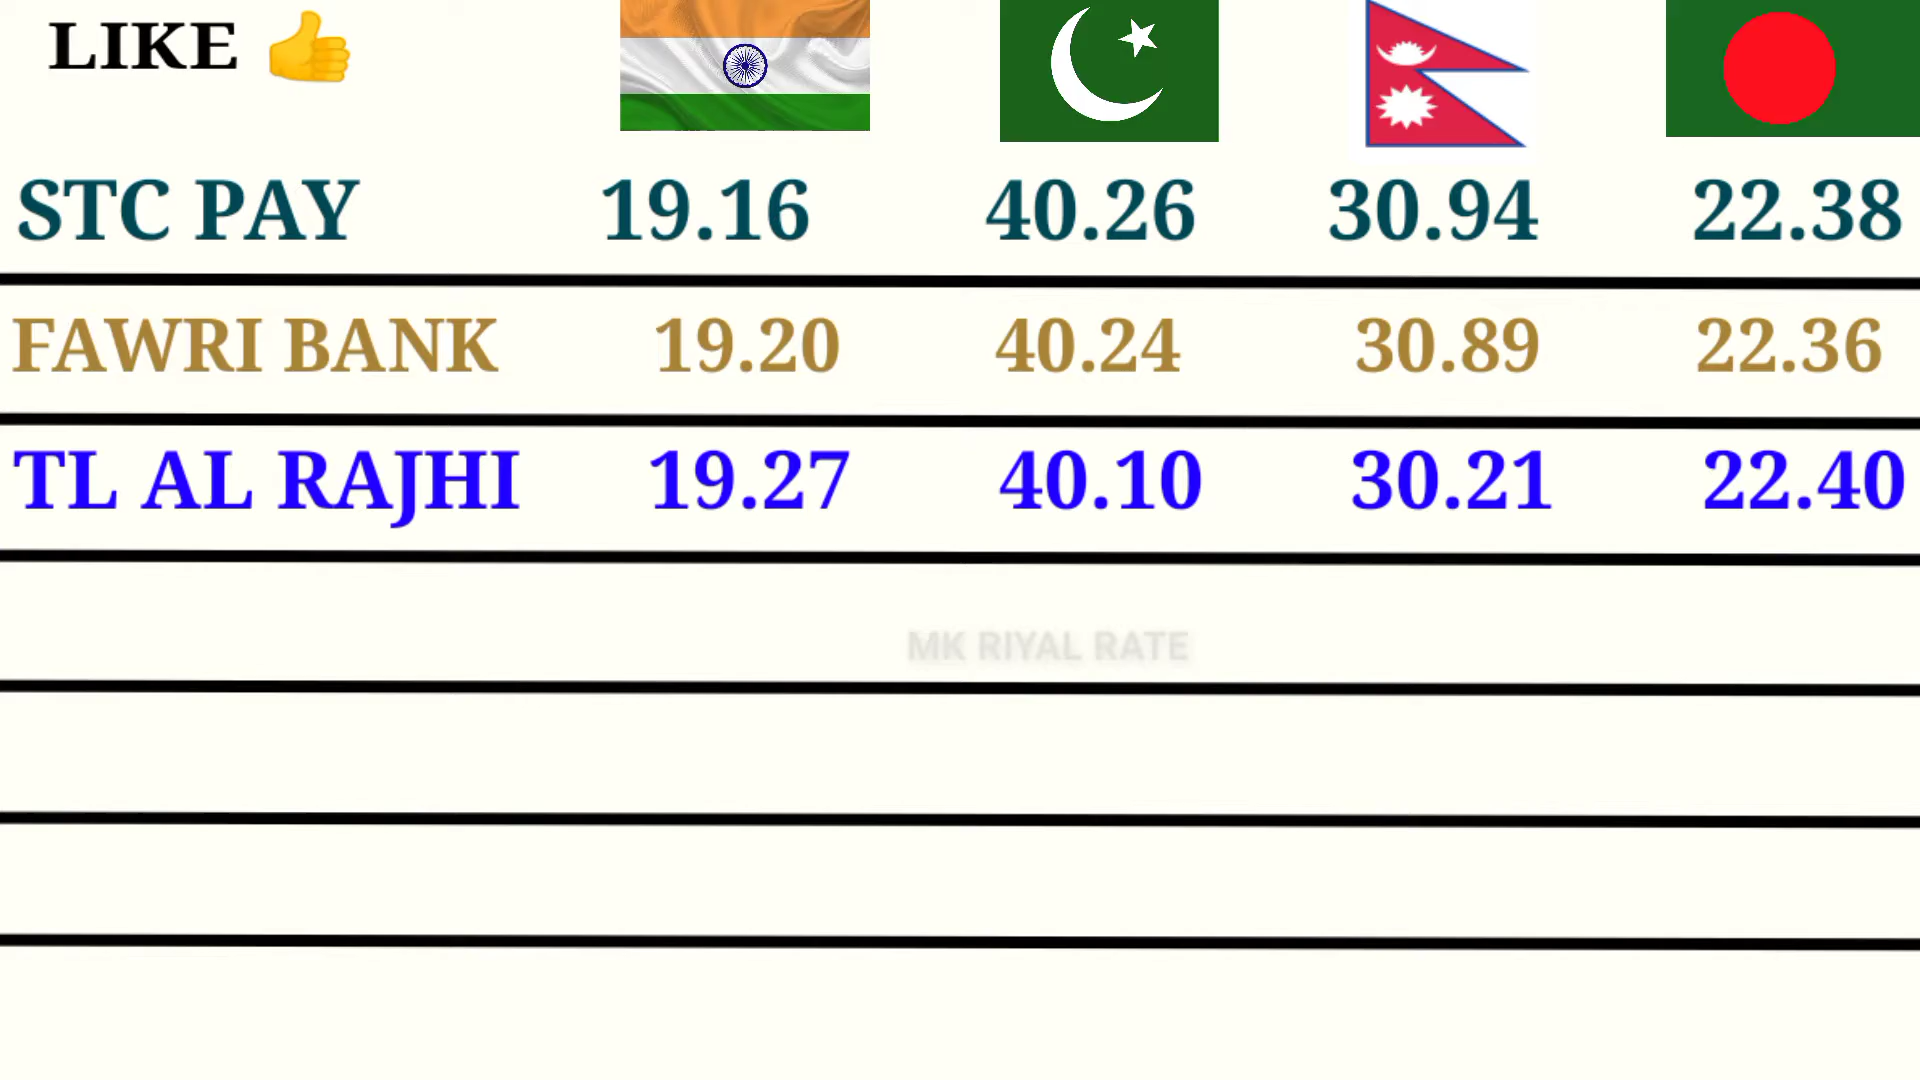 LIKE 👍
STC PAY 19.16 40.26 30.94 22.38
FAWRI BANK 19.20 40.24 30.89 22.36
TL AL RAJHI 19.27 40.10 30.21 22.40
MK RIYAL RATE